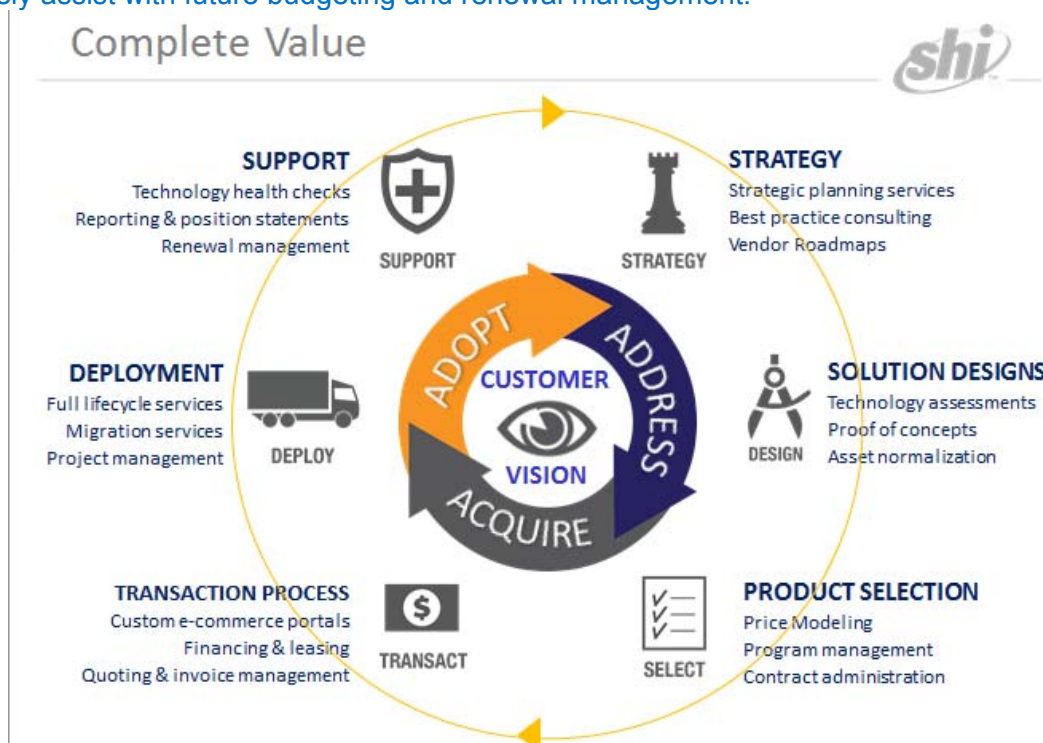 assist with future budgeting and renewal management.
Complete Value
shi
SUPPORT
Technology health checks
Reporting & position statements
Renewal management
SUPPORT
STRATEGY
Strategic planning services
Best practice consulting
Vendor Roadmaps
STRATEGY
DEPLOYMENT
Full lifecycle services
Migration services
Project management
DEPLOY
ADOPT
ADDRESS
ACQUIRE
CUSTOMER
VISION
SOLUTION DESIGNS
Technology assessments
Proof of concepts
Asset normalization
DESIGN
TRANSACTION PROCESS
Custom e-commerce portals
Financing & leasing
Quoting & invoice management
TRANSACT
PRODUCT SELECTION
Price Modeling
Program management
Contract administration
SELECT